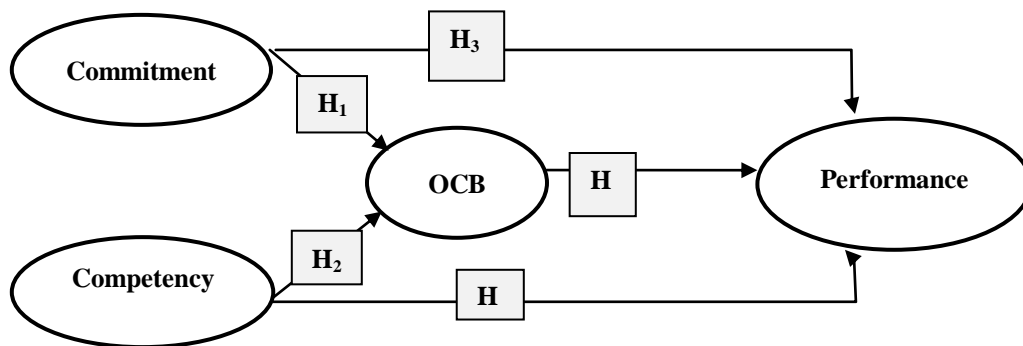 H₃
Commitment
H₁
OCB
H
Performance
H₂
Competency
H